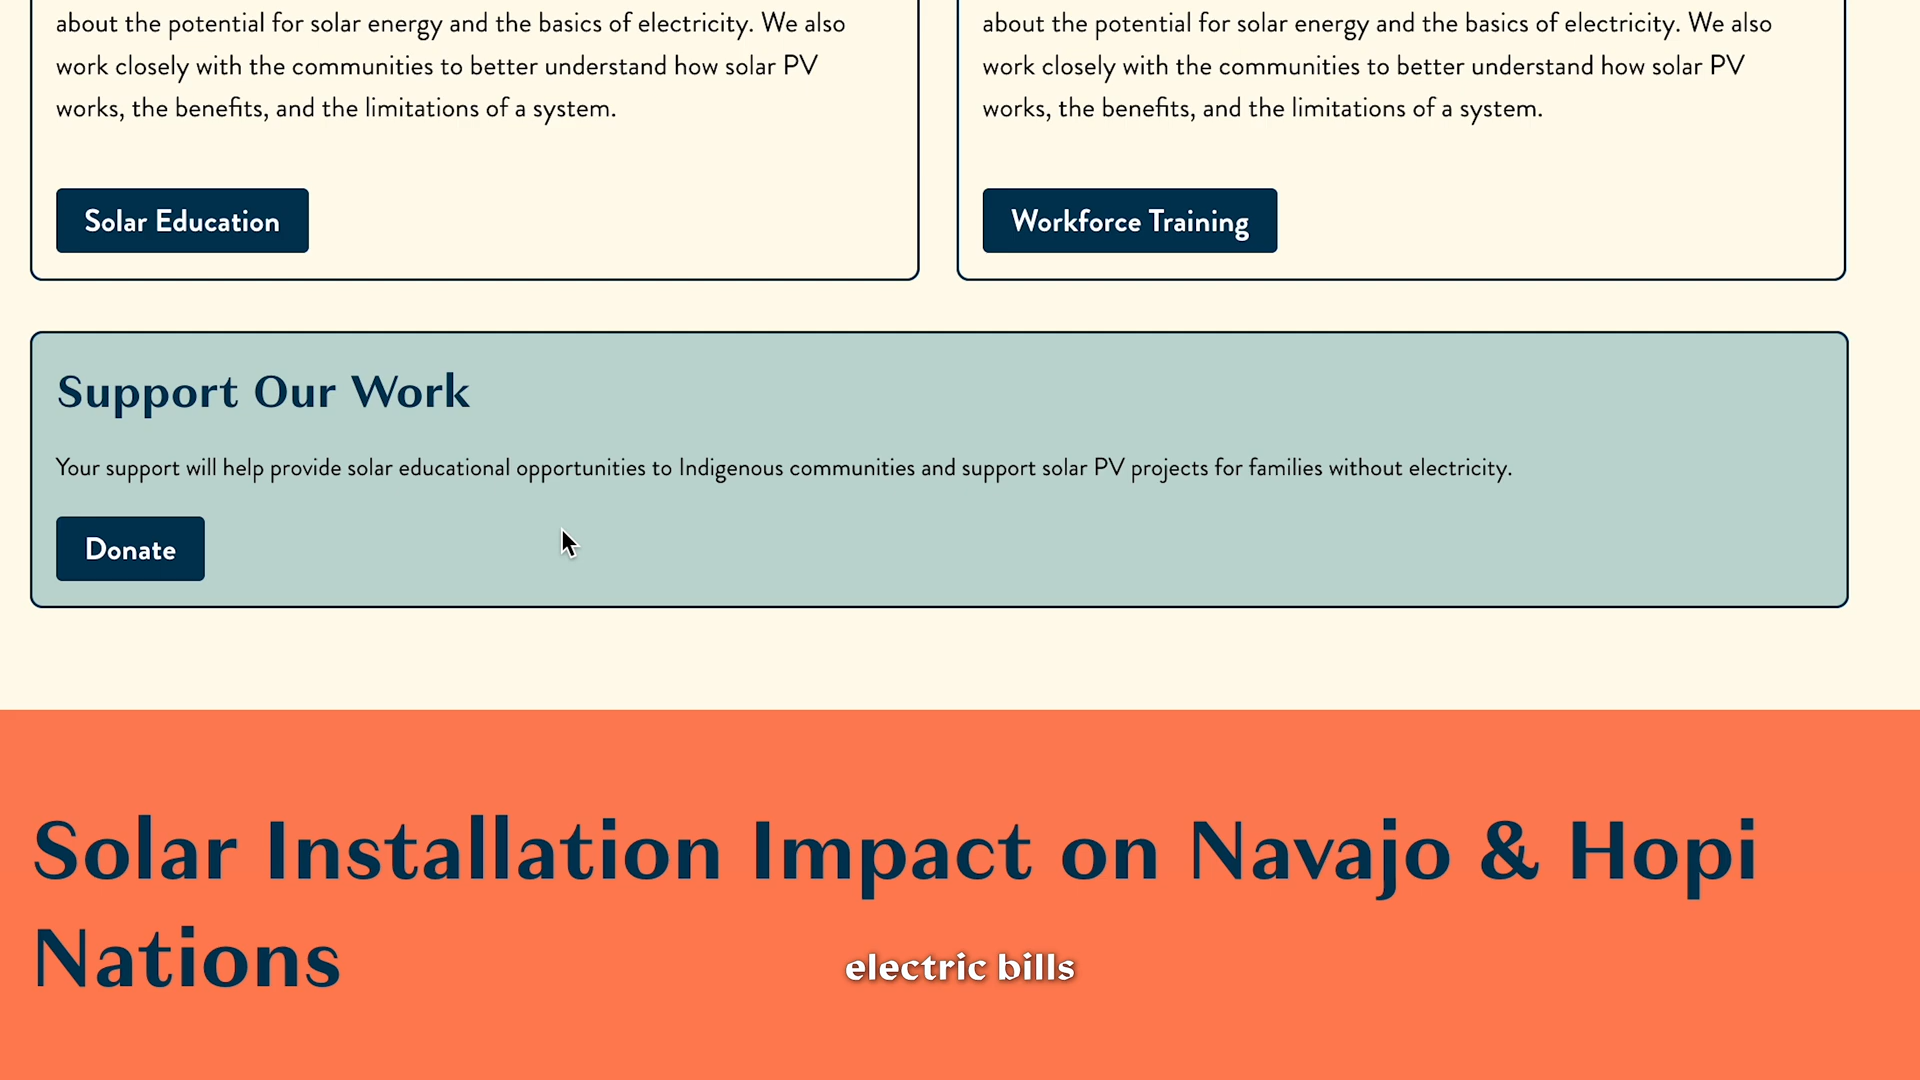 about the potential for solar energy and the basics of electricity. We also
work closely with the communities to better understand how solar PV
works, the benefits, and the limitations of a system.
Solar Education
about the potential for solar energy and the basics of electricity. We also
work closely with the communities to better understand how solar PV
works, the benefits, and the limitations of a system.
Workforce Training
Support Our Work
Your support will help provide solar educational opportunities to Indigenous communities and support solar PV projects for families without electricity.
Donate
Solar Installation Impact on Navajo & Hopi
Nations
electric bills